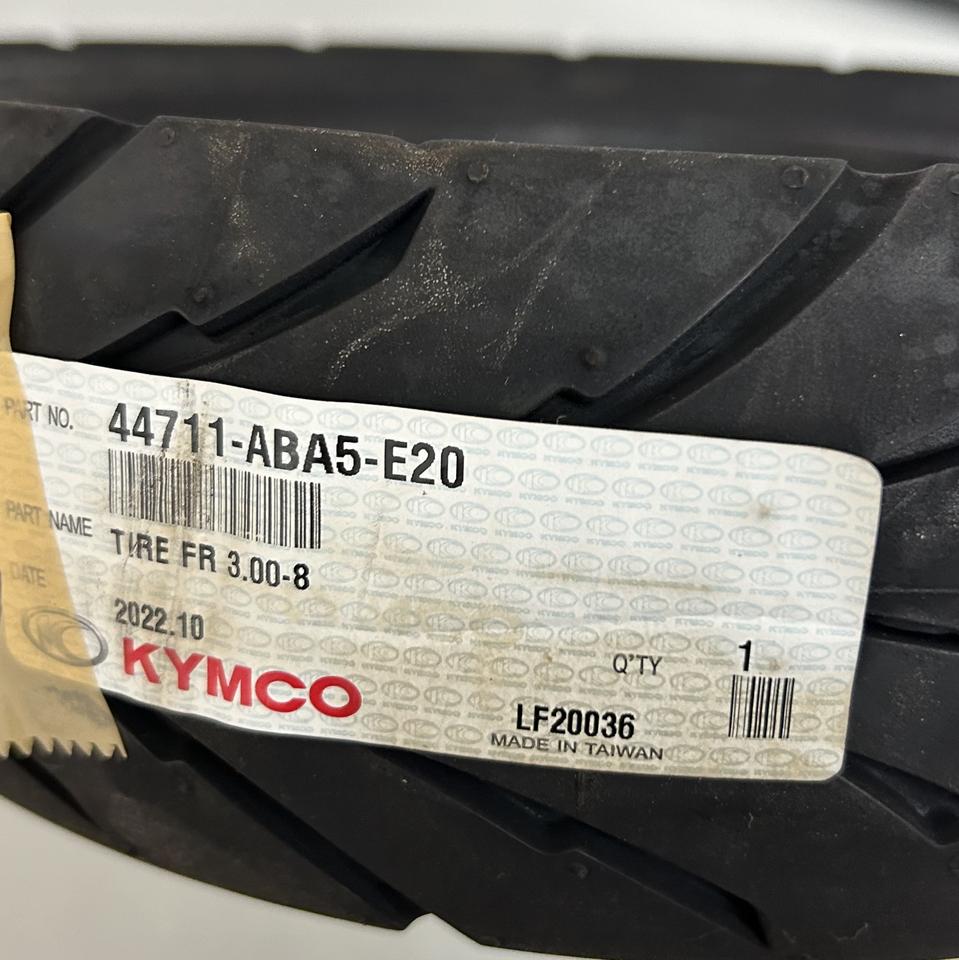 PART NO. 44711-ABA5-E20
PART NAME TIRE FR 3.00-8
DATE 2022.10
KYMCO
Q'TY 1
LF20036
MADE IN TAIWAN